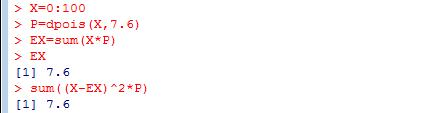 > X=0:100
> P=dpois(X,7.6)
> EX=sum(X*P)
> EX
[1] 7.6
> sum((X-EX)^2*P)
[1] 7.6